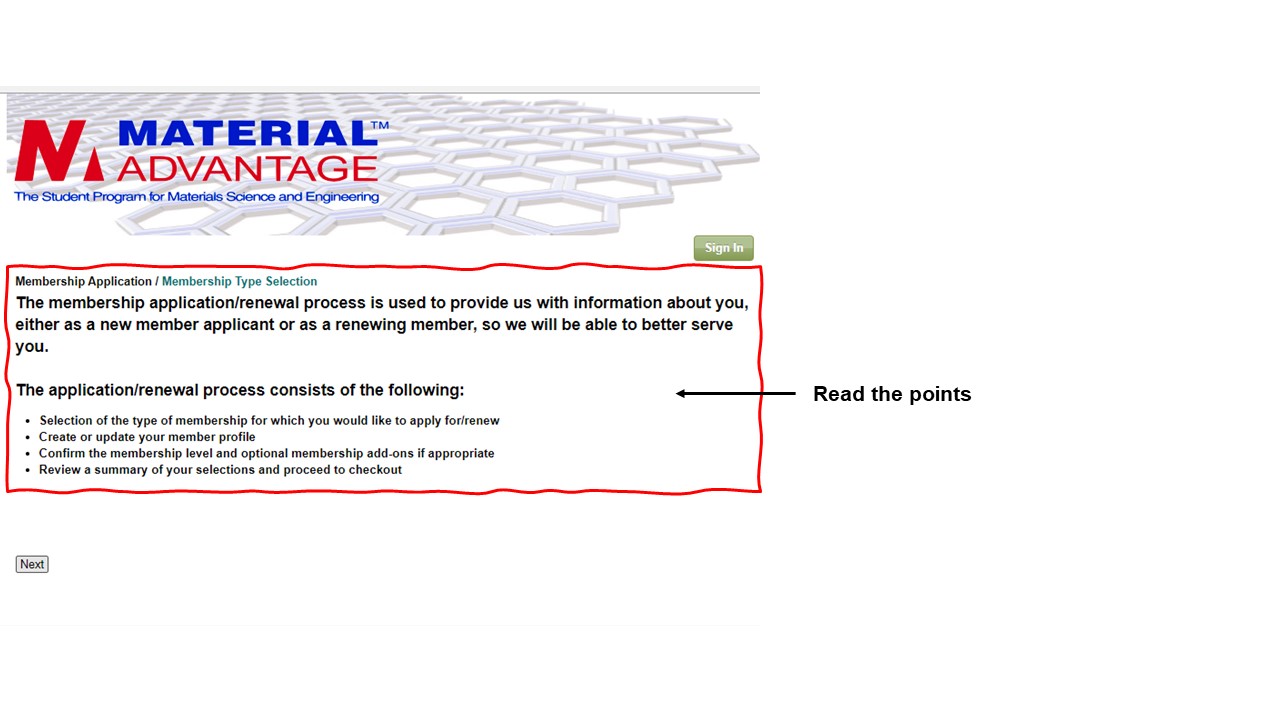 MATERIAL™
ADVANTAGE
The Student Program for Materials Science and Engineering
Sign In
Membership Application / Membership Type Selection
The membership application/renewal process is used to provide us with information about you,
either as a new member applicant or as a renewing member, so we will be able to better serve
you.
The application/renewal process consists of the following:
• Selection of the type of membership for which you would like to apply for/renew
• Create or update your member profile
• Confirm the membership level and optional membership add-ons if appropriate
• Review a summary of your selections and proceed to checkout
Read the points
Next